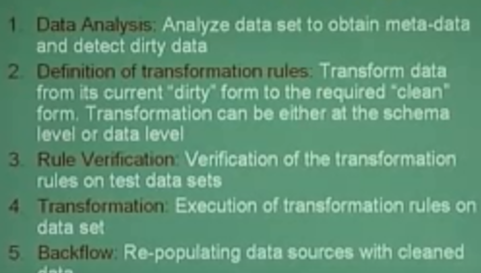 1. Data Analysis: Analyze data set to obtain meta-data
and detect dirty data
2. Definition of transformation rules: Transform data
from its current "dirty" form to the required "clean"
form. Transformation can be either at the schema
level or data level
3. Rule Verification: Verification of the transformation
rules on test data sets
4. Transformation: Execution of transformation rules on
data set
5. Backflow: Re-populating data sources with cleaned
data